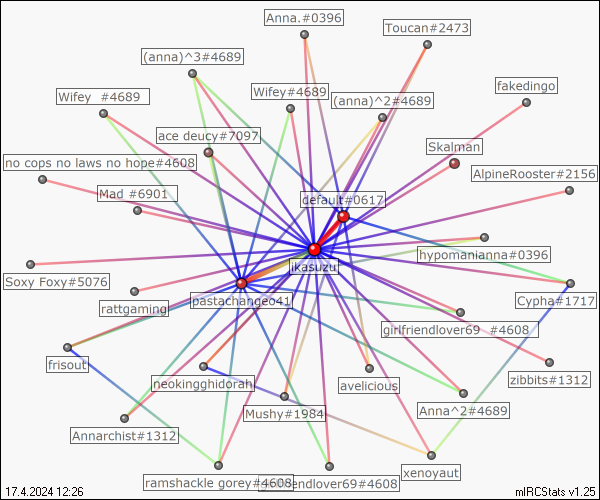 Anna.#0396
Toucan#2473
(anna)^3#4689
fakedingo
Wifey #4689
Wifey#4689
(anna)^2#4689
ace deucy#7097
Skalman
no cops no laws no hope#4608
AlpineRooster#2156
Mad #6901
default#0617
hypomanianna#0396
ikasuzu
Soxy Foxy#5076
pastachangeo41
Cypha#1717
rattgaming
girlfriendlover69 #4608
frisout
zibbits#1312
neokingghidorah
avelicious
Mushy#1984
Anna^2#4689
Annarchist#1312
xenoyaut
ramshackle gorey#4608
endlover69#4608
17.4.2024 12:26
mIRCStats v1.25